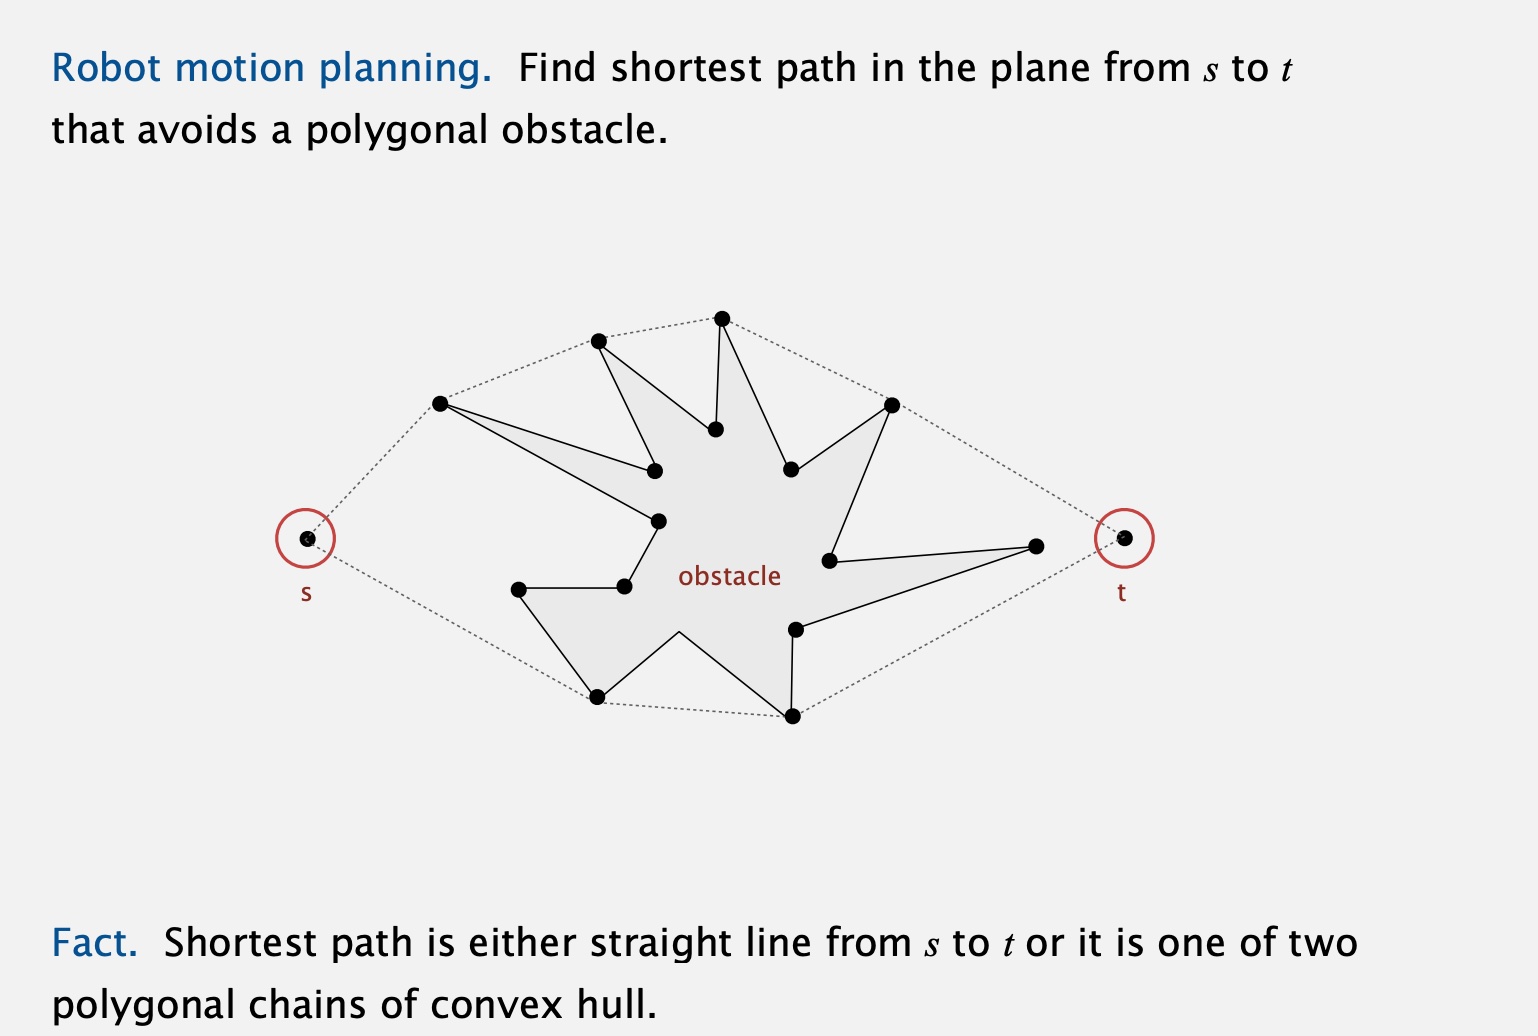 Robot motion planning. Find shortest path in the plane from s to t
that avoids a polygonal obstacle.
obstacle
s
t
Fact. Shortest path is either straight line from s to t or it is one of two
polygonal chains of convex hull.